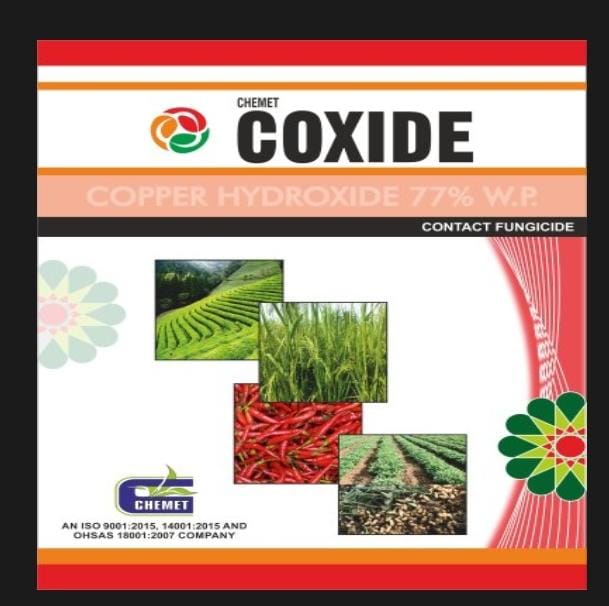 CHEMET
COXIDE
COPPER HYDROXIDE 77% W.P.
CONTACT FUNGICIDE
CHEMET
AN ISO 9001:2015, 14001:2015 AND
OHSAS 18001:2007 COMPANY